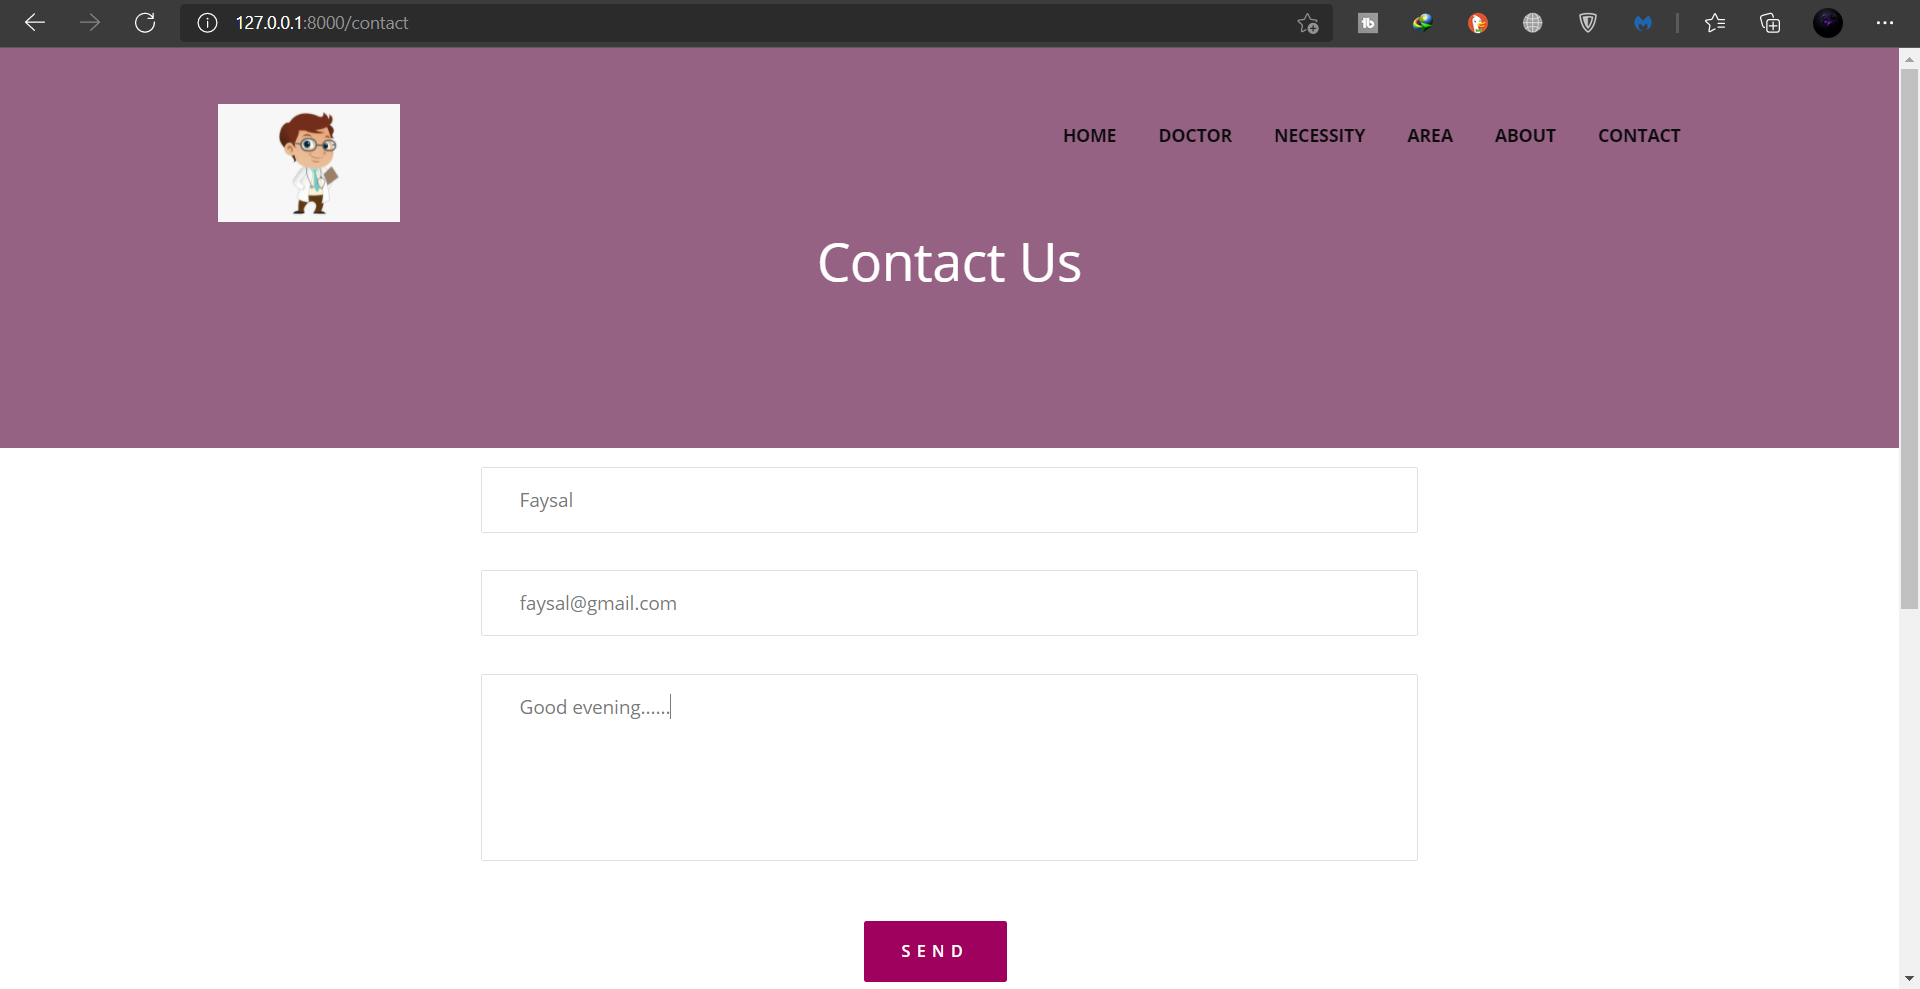 127.0.0.1:8000/contact
HOME DOCTOR NECESSITY AREA ABOUT CONTACT
Contact Us
Faysal
faysal@gmail.com
Good evening......
SEND